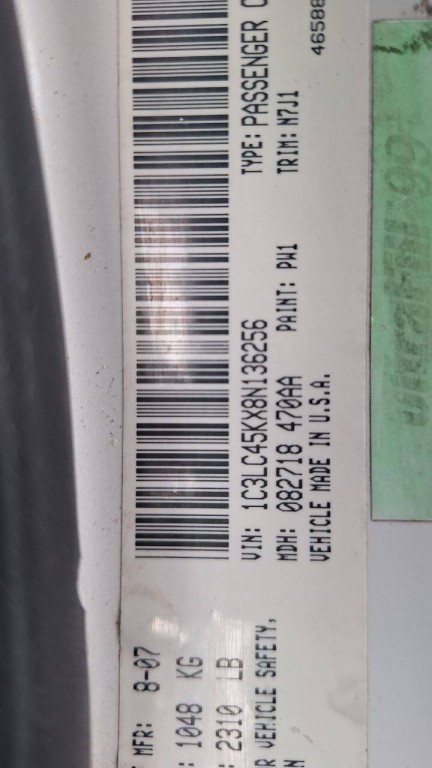 MFR: 8-07
: 1048 KG
: 2310 LB
R VEHICLE SAFETY,
N
VIN: 1C3LC45KX8N136256 TYPE: PASSENGER C
MDH: 082718 470AA PAINT: PW1 TRIM: M7J1
VEHICLE MADE IN U.S.A. 46588